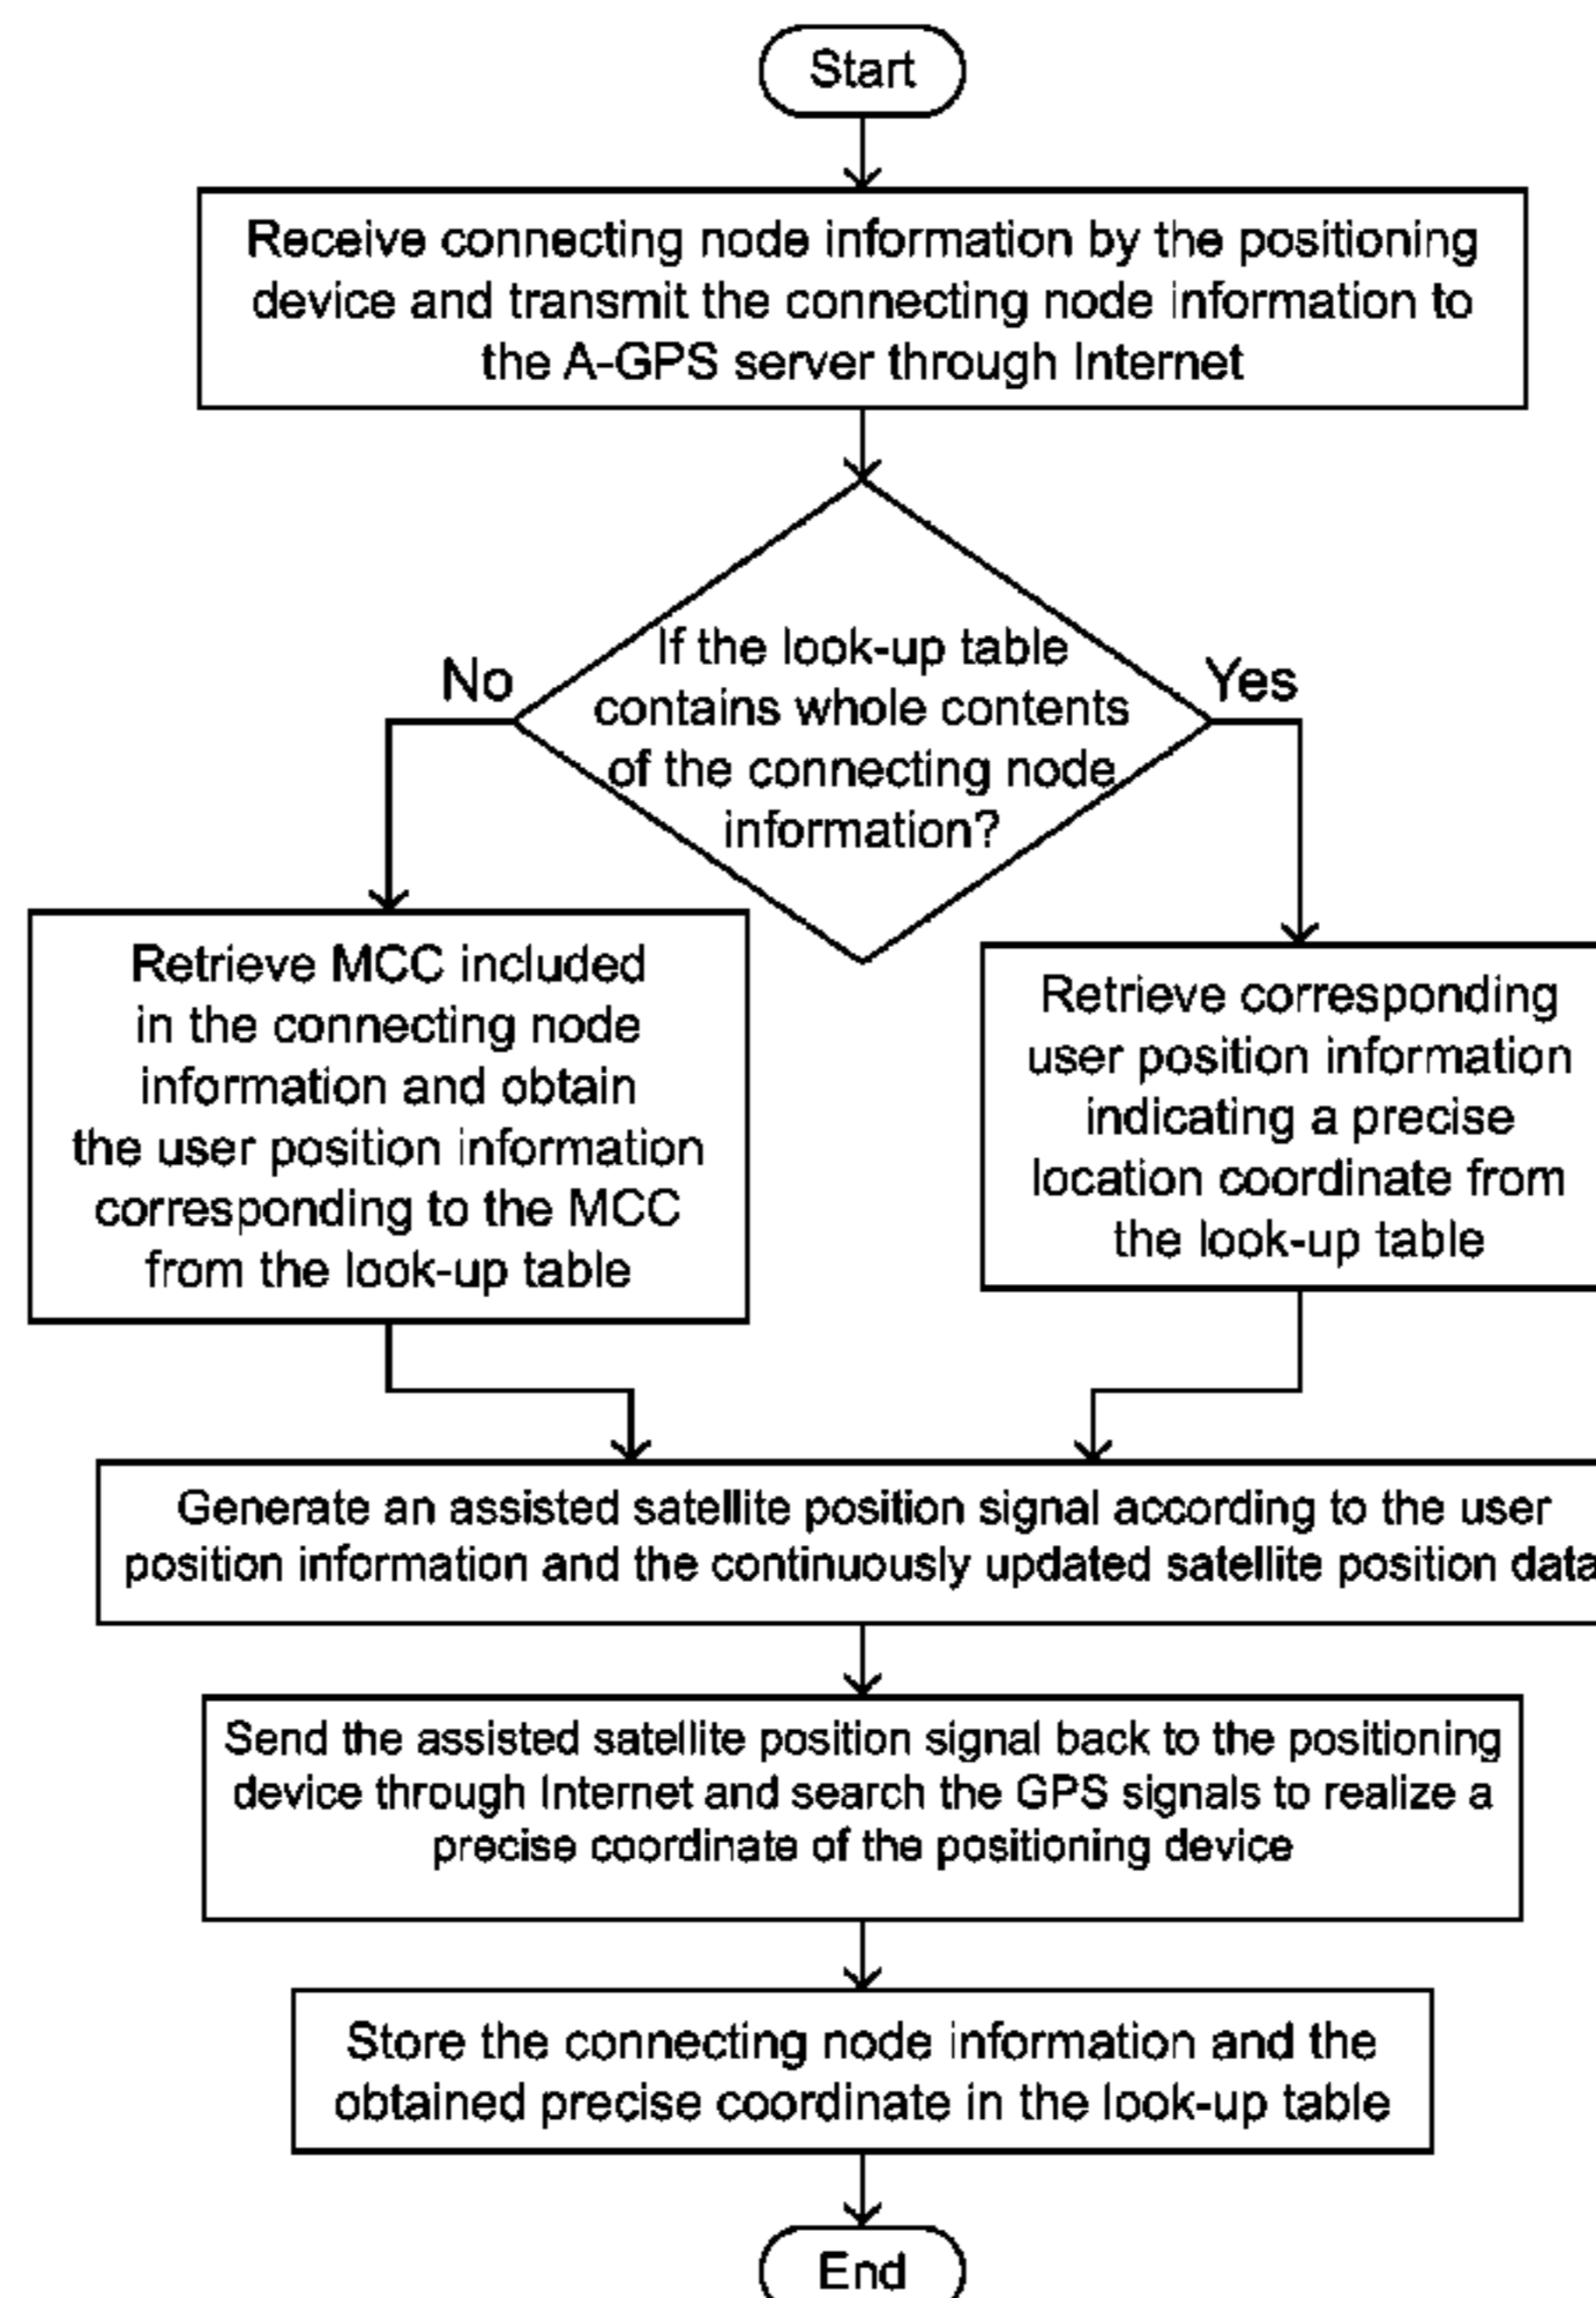 Start
Receive connecting node information by the positioning
device and transmit the connecting node information to
the A-GPS server through Internet
If the look-up table
contains whole contents
of the connecting node
information?
No
Yes
Retrieve MCC included
in the connecting node
information and obtain
the user position information
corresponding to the MCC
from the look-up table
Retrieve corresponding
user position information
indicating a precise
location coordinate from
the look-up table
Generate an assisted satellite position signal according to the user
position information and the continuously updated satellite position data
Send the assisted satellite position signal back to the positioning
device through Internet and search the GPS signals to realize a
precise coordinate of the positioning device
Store the connecting node information and the
obtained precise coordinate in the look-up table
End